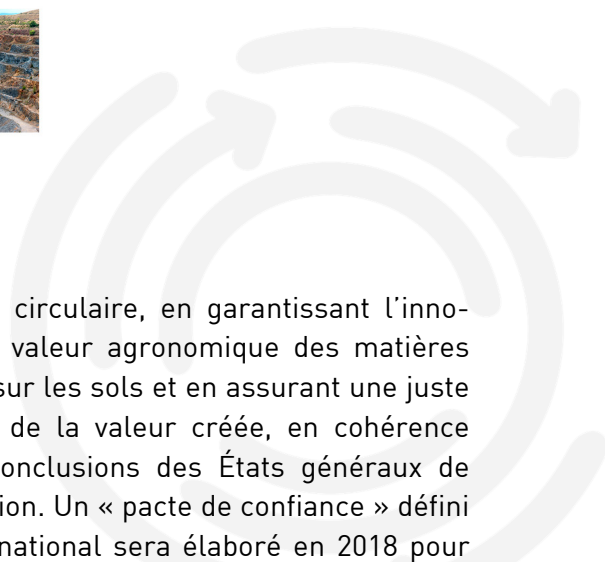 circulaire, en garantissant l’inno-
valeur agronomique des matières
sur les sols et en assurant une juste
de la valeur créée, en cohérence
onclusions des États généraux de
ion. Un « pacte de confiance » défini
national sera élaboré en 2018 pour